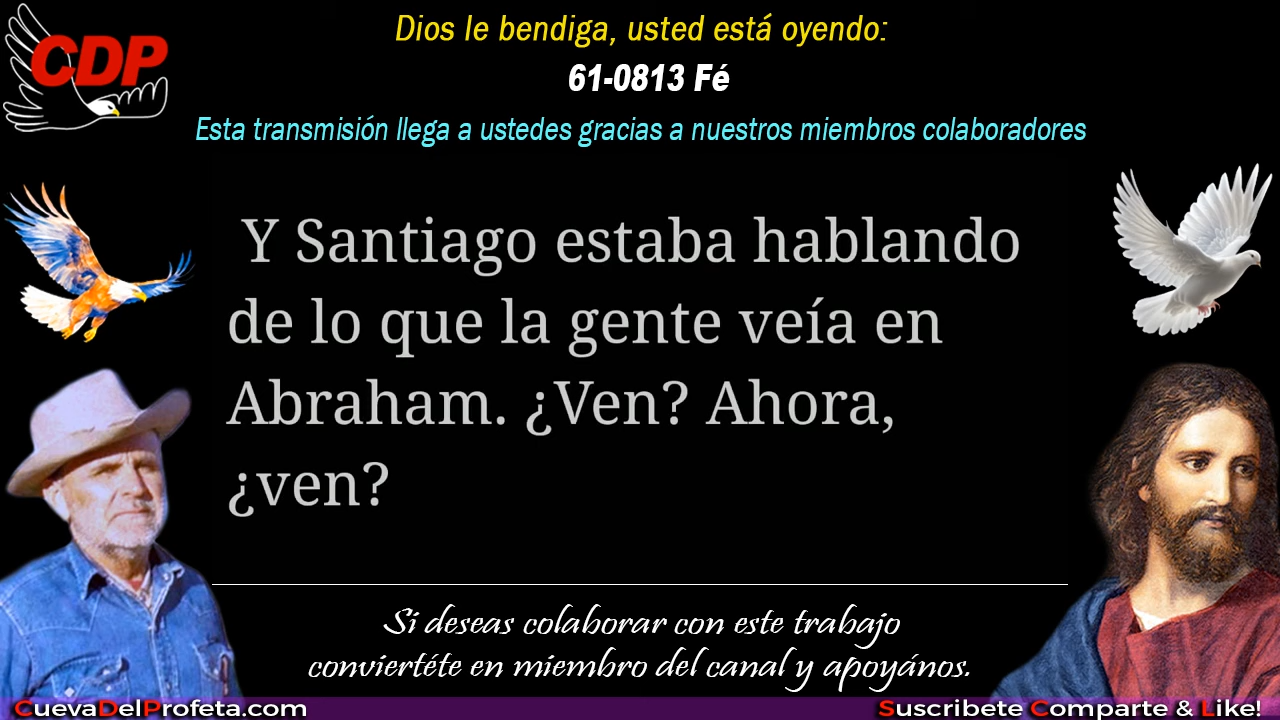 CDP
Dios le bendiga, usted está oyendo:
61-0813 Fé
Esta transmisión llega a ustedes gracias a nuestros miembros colaboradores
Y Santiago estaba hablando
de lo que la gente veía en
Abraham. ¿Ven? Ahora,
¿ven?
Si deseas colaborar con este trabajo
conviertéte en miembro del canal y apoyános.
CuevaDelProfeta.com
Suscribete Comparte & Like!